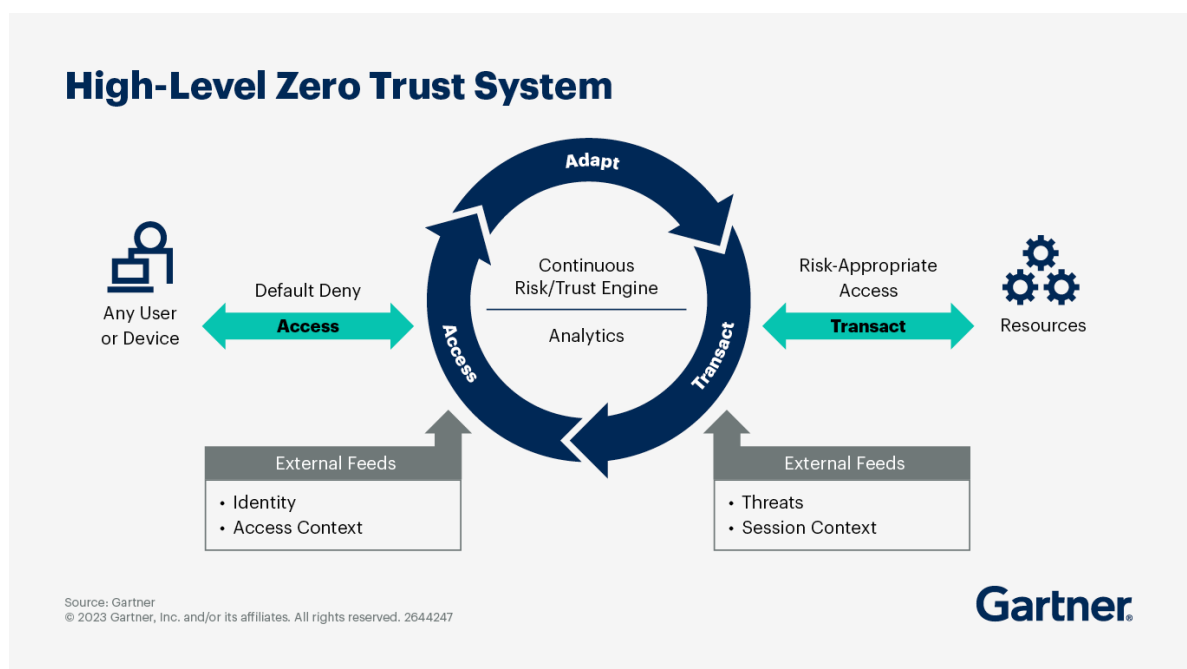 High-Level Zero Trust System
Adapt
Any User
or Device
Default Deny
Access
Access
Continuous
Risk/Trust Engine
Analytics
Transact
Risk-Appropriate
Access
Transact
Resources
External Feeds
• Identity
• Access Context
External Feeds
• Threats
• Session Context
Source: Gartner
© 2023 Gartner, Inc. and/or its affiliates. All rights reserved. 2644247
Gartner®